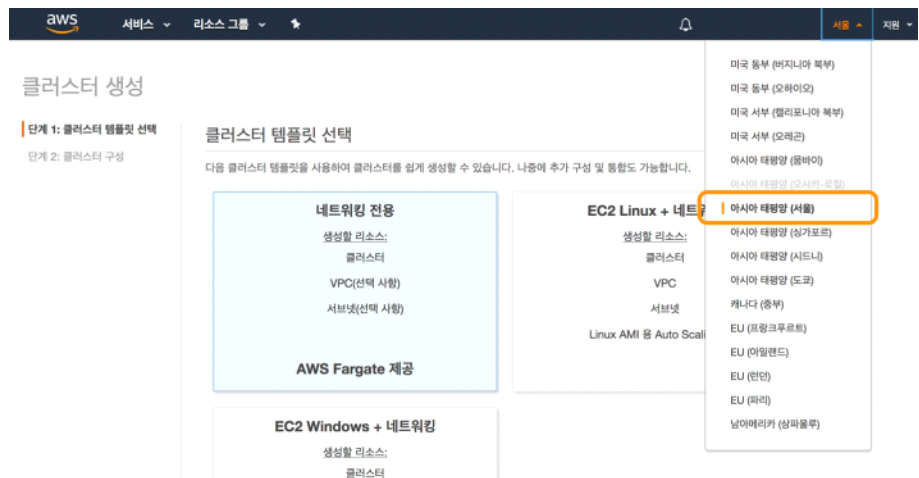 aws 서비스 리소스 그룹 서울 지원
클러스터 생성
단계 1: 클러스터 템플릿 선택
단계 2: 클러스터 구성
클러스터 템플릿 선택
다음 클러스터 템플릿을 사용하여 클러스터를 쉽게 생성할 수 있습니다. 나중에 추가 구성 및 통합도 가능합니다.
네트워킹 전용
생성할 리소스:
클러스터
VPC(선택 사항)
서브넷(선택 사항)
AWS Fargate 제공
EC2 Linux + 네트
생성할 리소스:
클러스터
VPC
서브넷
Linux AMI 용 Auto Scali
EC2 Windows + 네트워킹
생성할 리소스:
클러스터
미국 동부 (버지니아 북부)
미국 동부 (오하이오)
미국 서부 (캘리포니아 북부)
미국 서부 (오레곤)
아시아 태평양 (뭄바이)
아시아 태평양 (오사카-로컬)
아시아 태평양 (서울)
아시아 태평양 (싱가포르)
아시아 태평양 (시드니)
아시아 태평양 (도쿄)
캐나다 (중부)
EU (프랑크푸르트)
EU (아일랜드)
EU (런던)
EU (파리)
남아메리카 (상파울루)